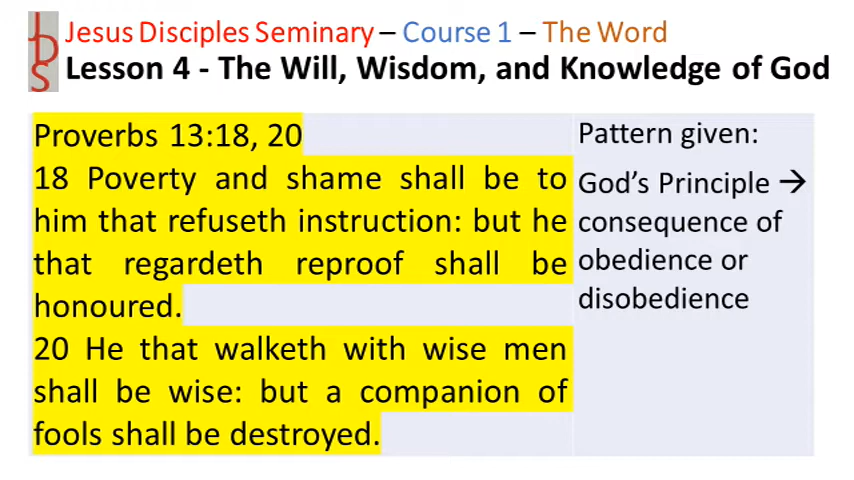 JDS
Jesus Disciples Seminary – Course 1 – The Word
Lesson 4 - The Will, Wisdom, and Knowledge of God
Proverbs 13:18, 20
18 Poverty and shame shall be to
him that refuseth instruction: but he
that regardeth reproof shall be
honoured.
20 He that walketh with wise men
shall be wise: but a companion of
fools shall be destroyed.
Pattern given:
God's Principle →
consequence of
obedience or
disobedience